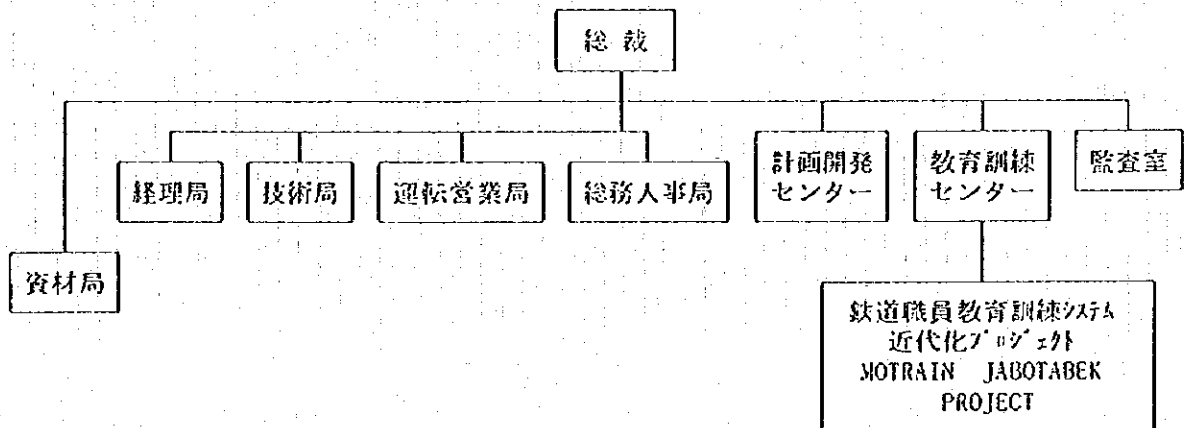 総裁
経理局
技術局
運転営業局
総務人事局
計画開発
センター
教育訓練
センター
監査室
資材局
鉄道職員教育訓練システム
近代化プロジェクト
MOTRAIN JABOTABEK
PROJECT